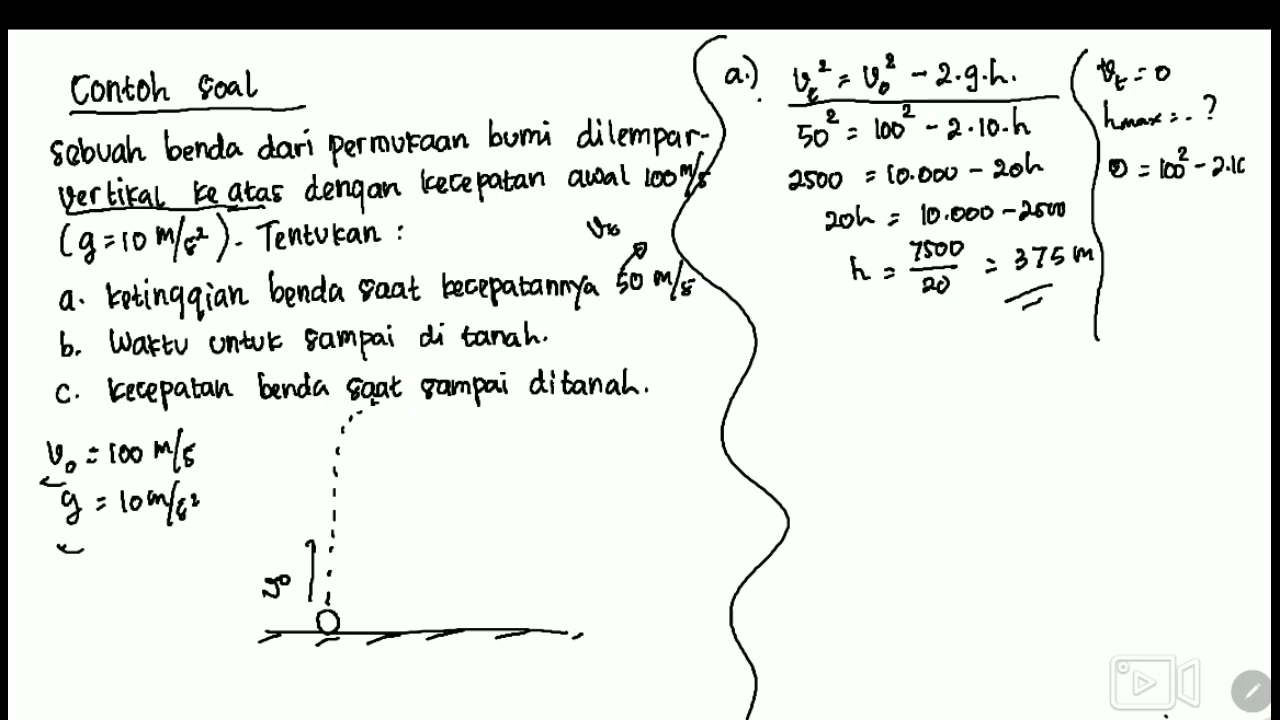 Contoh soal
Sebuah benda dari permukaan bumi dilempar-
vertikal ke atas dengan kecepatan awal 100 m/s
(g = 10 m/s²). Tentukan :
a. ketinggian benda saat kecepatannya 50 m/s
b. Waktu untuk sampai di tanah.
c. kecepatan benda saat sampai ditanah.
v₀ = 100 m/s
g = 10 m/s²
a.) vₜ² = v₀² - 2.g.h.
50² = 100² - 2.10.h
2500 = 10.000 - 20h
20h = 10.000 - 2500
h = 7500/20 = 375 m
vₜ = 0
h max = . . ?
0 = 100² - 2.10